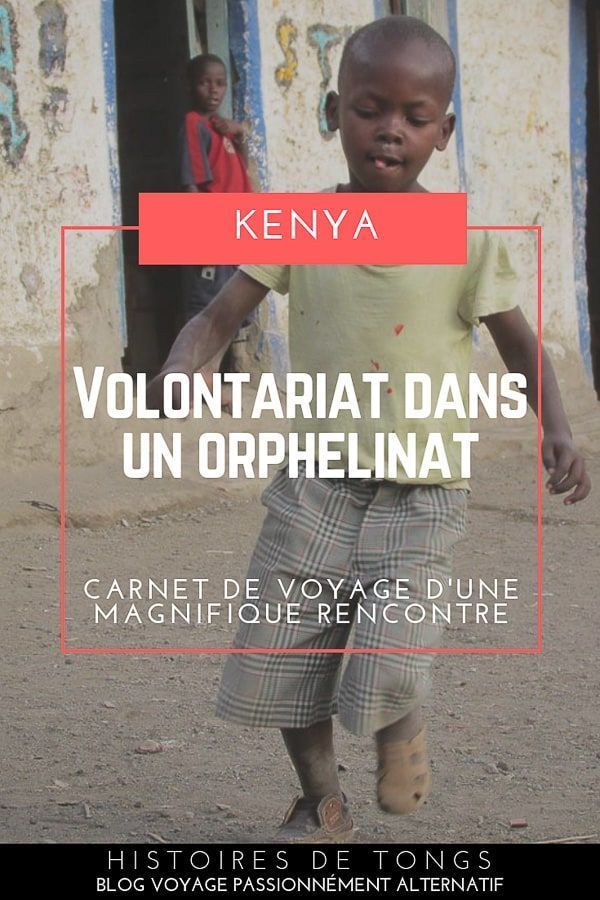 KENYA
VOLONTARIAT DANS
UN ORPHELINAT
CARNET DE VOYAGE D'UNE
MAGNIFIQUE RENCONTRE
HISTOIRES DE TONGS
BLOG VOYAGE PASSIONNÉMENT ALTERNATIF